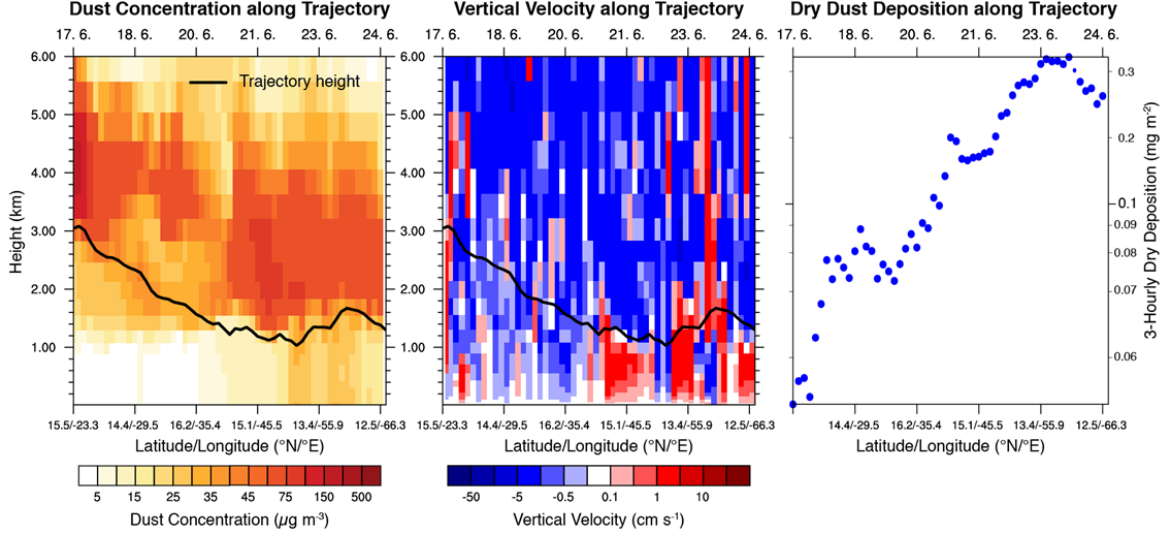 Dust Concentration along Trajectory
17. 6. 18. 6. 20. 6. 21. 6. 23. 6. 24. 6.
6.00
5.00
4.00
3.00
2.00
1.00
Height (km)
Trajectory height
15.5/-23.3 14.4/-29.5 16.2/-35.4 15.1/-45.5 13.4/-55.9 12.5/-66.3
Latitude/Longitude (°N/°E)
5 15 25 35 45 75 150 500
Dust Concentration (µg m-3)
Vertical Velocity along Trajectory
17. 6. 18. 6. 20. 6. 21. 6. 23. 6. 24. 6.
6.00
5.00
4.00
3.00
2.00
1.00
15.5/-23.3 14.4/-29.5 16.2/-35.4 15.1/-45.5 13.4/-55.9 12.5/-66.3
Latitude/Longitude (°N/°E)
-50 -5 -0.5 0.1 1 10
Vertical Velocity (cm s-1)
Dry Dust Deposition along Trajectory
17. 6. 18. 6. 20. 6. 21. 6. 23. 6. 24. 6.
0.3
0.2
0.1
0.09
0.08
0.07
0.06
3-Hourly Dry Deposition (mg m-2)
14.4/-29.5 16.2/-35.4 15.1/-45.5 13.4/-55.9 12.5/-66.3
Latitude/Longitude (°N/°E)